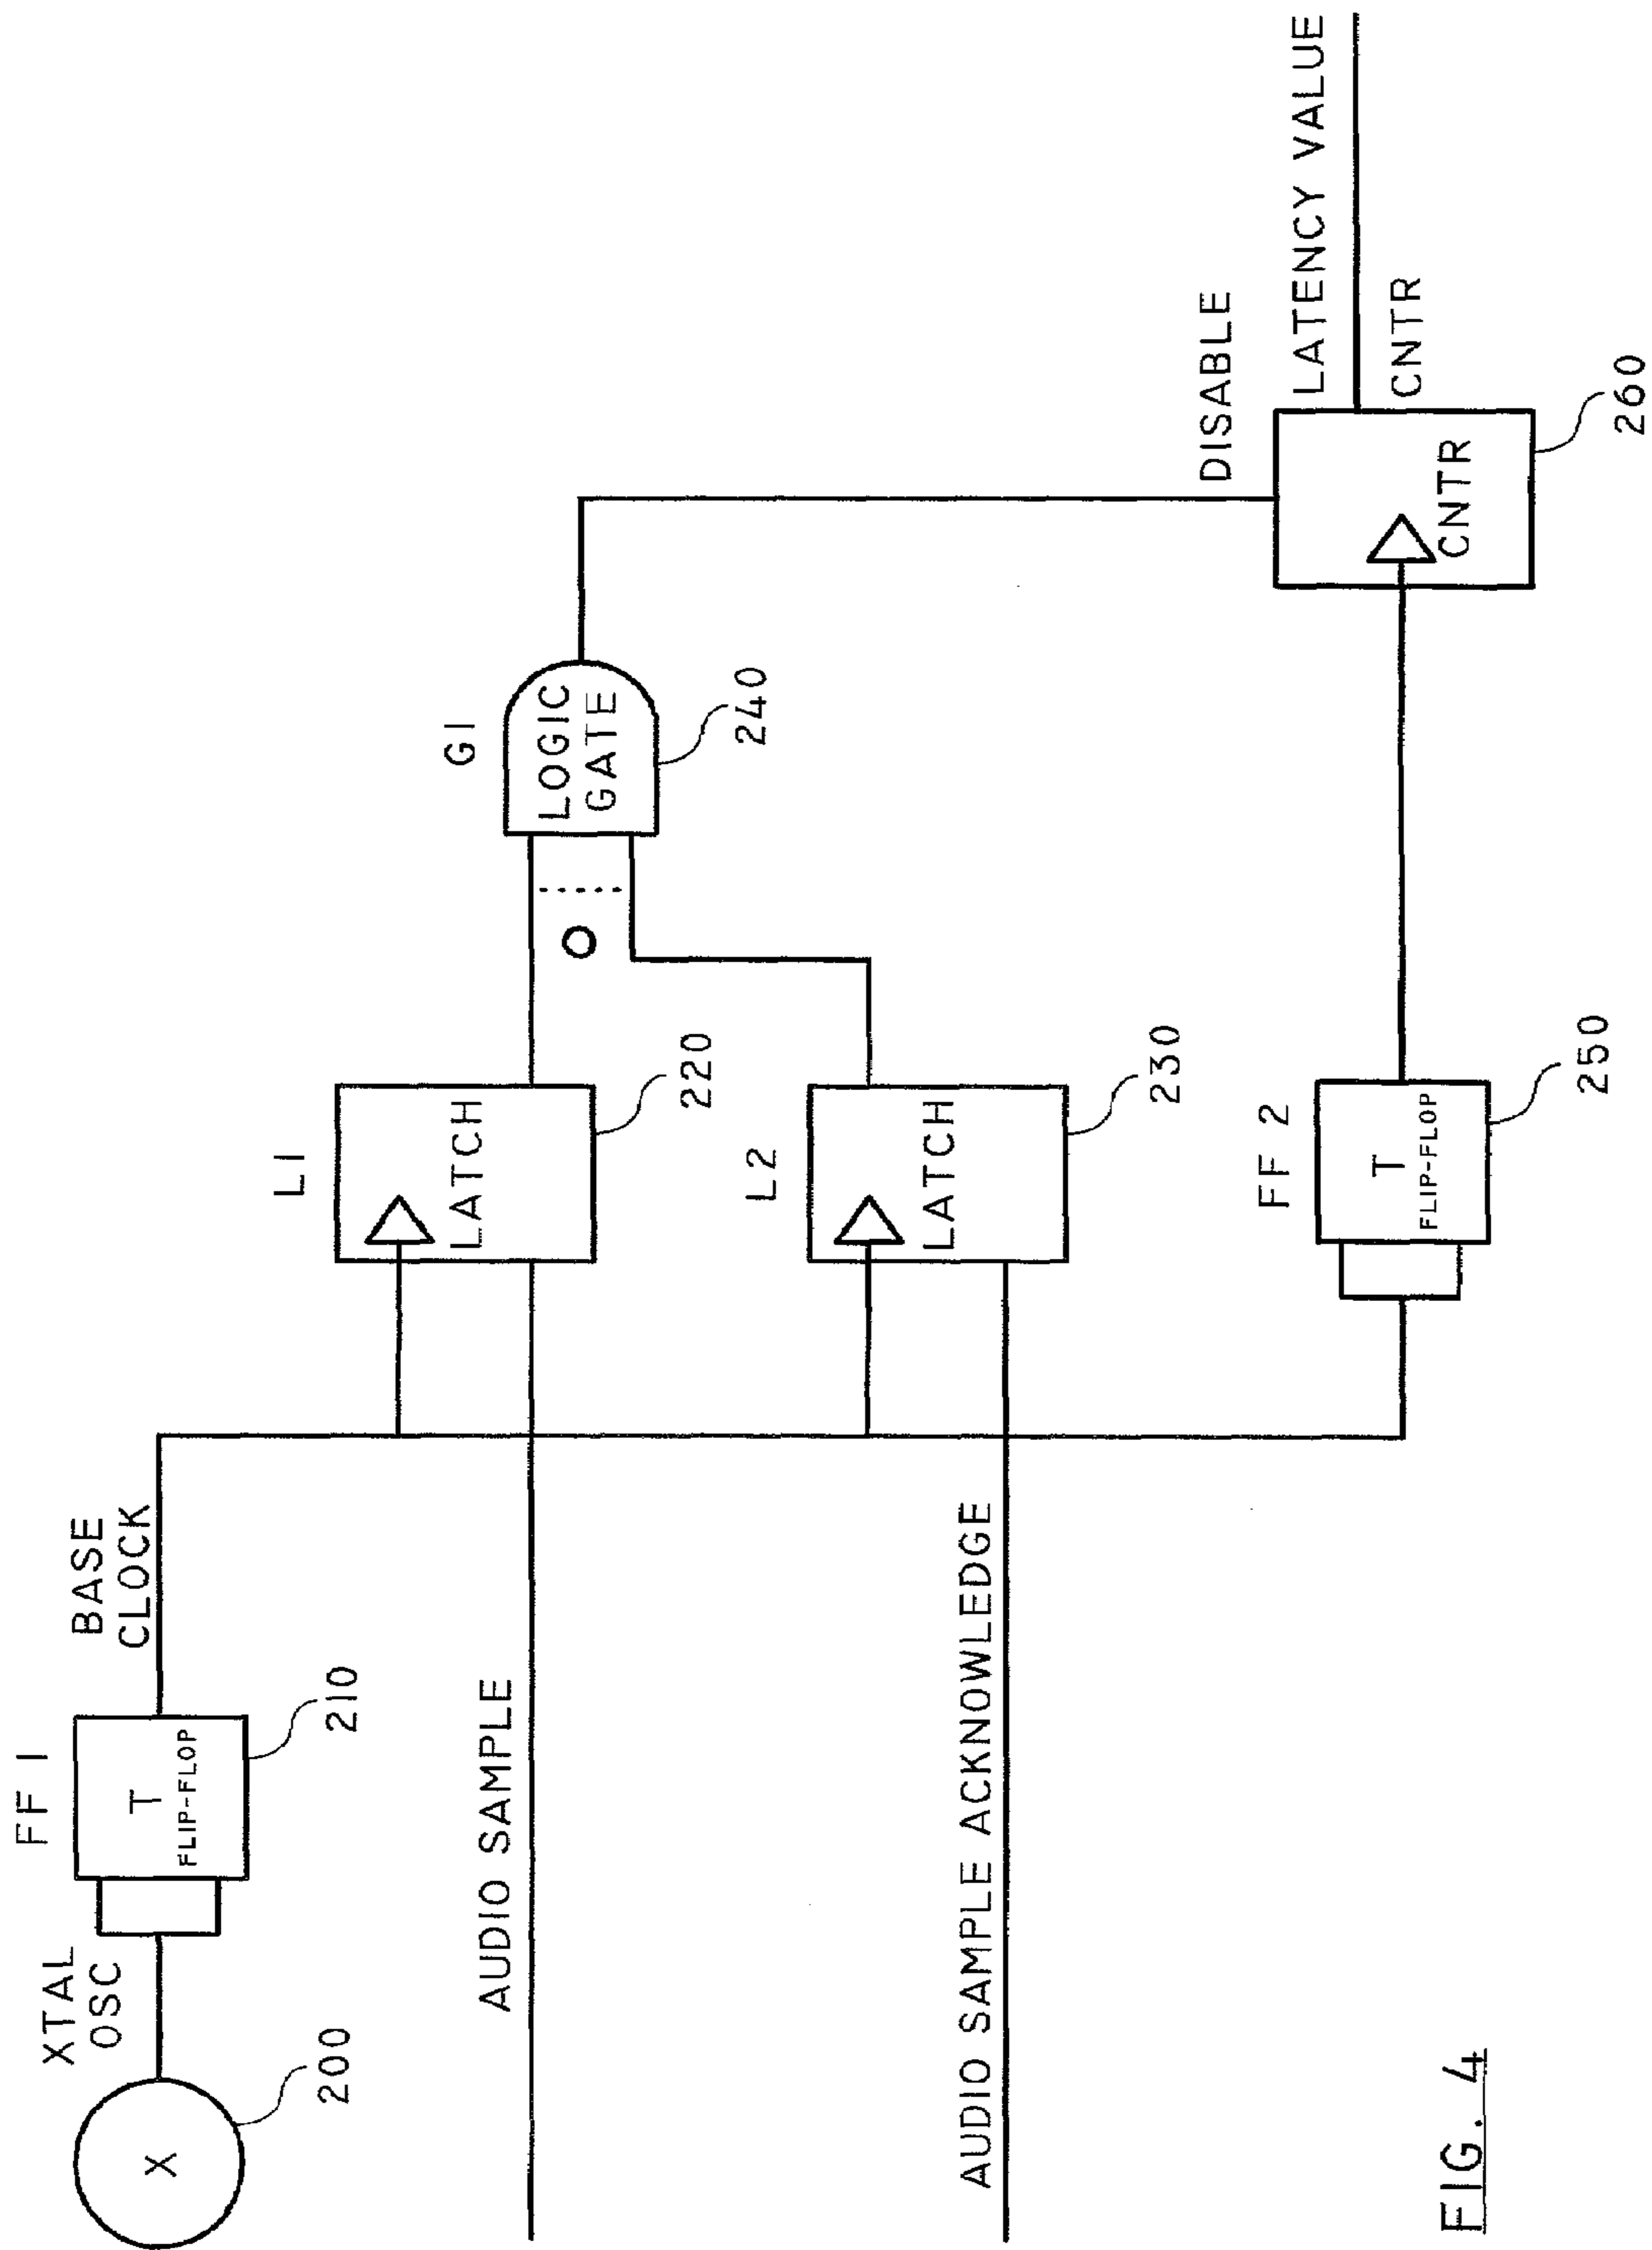 FF 1
XTAL
OSC
X
200
T
FLIP-FLOP
210
BASE
CLOCK
AUDIO SAMPLE
AUDIO SAMPLE ACKNOWLEDGE
L1
LATCH
220
L2
LATCH
230
FF 2
T
FLIP-FLOP
250
G1
LOGIC
GATE
240
DISABLE
LATENCY VALUE
CNTR
CNTR
260
FIG. 4